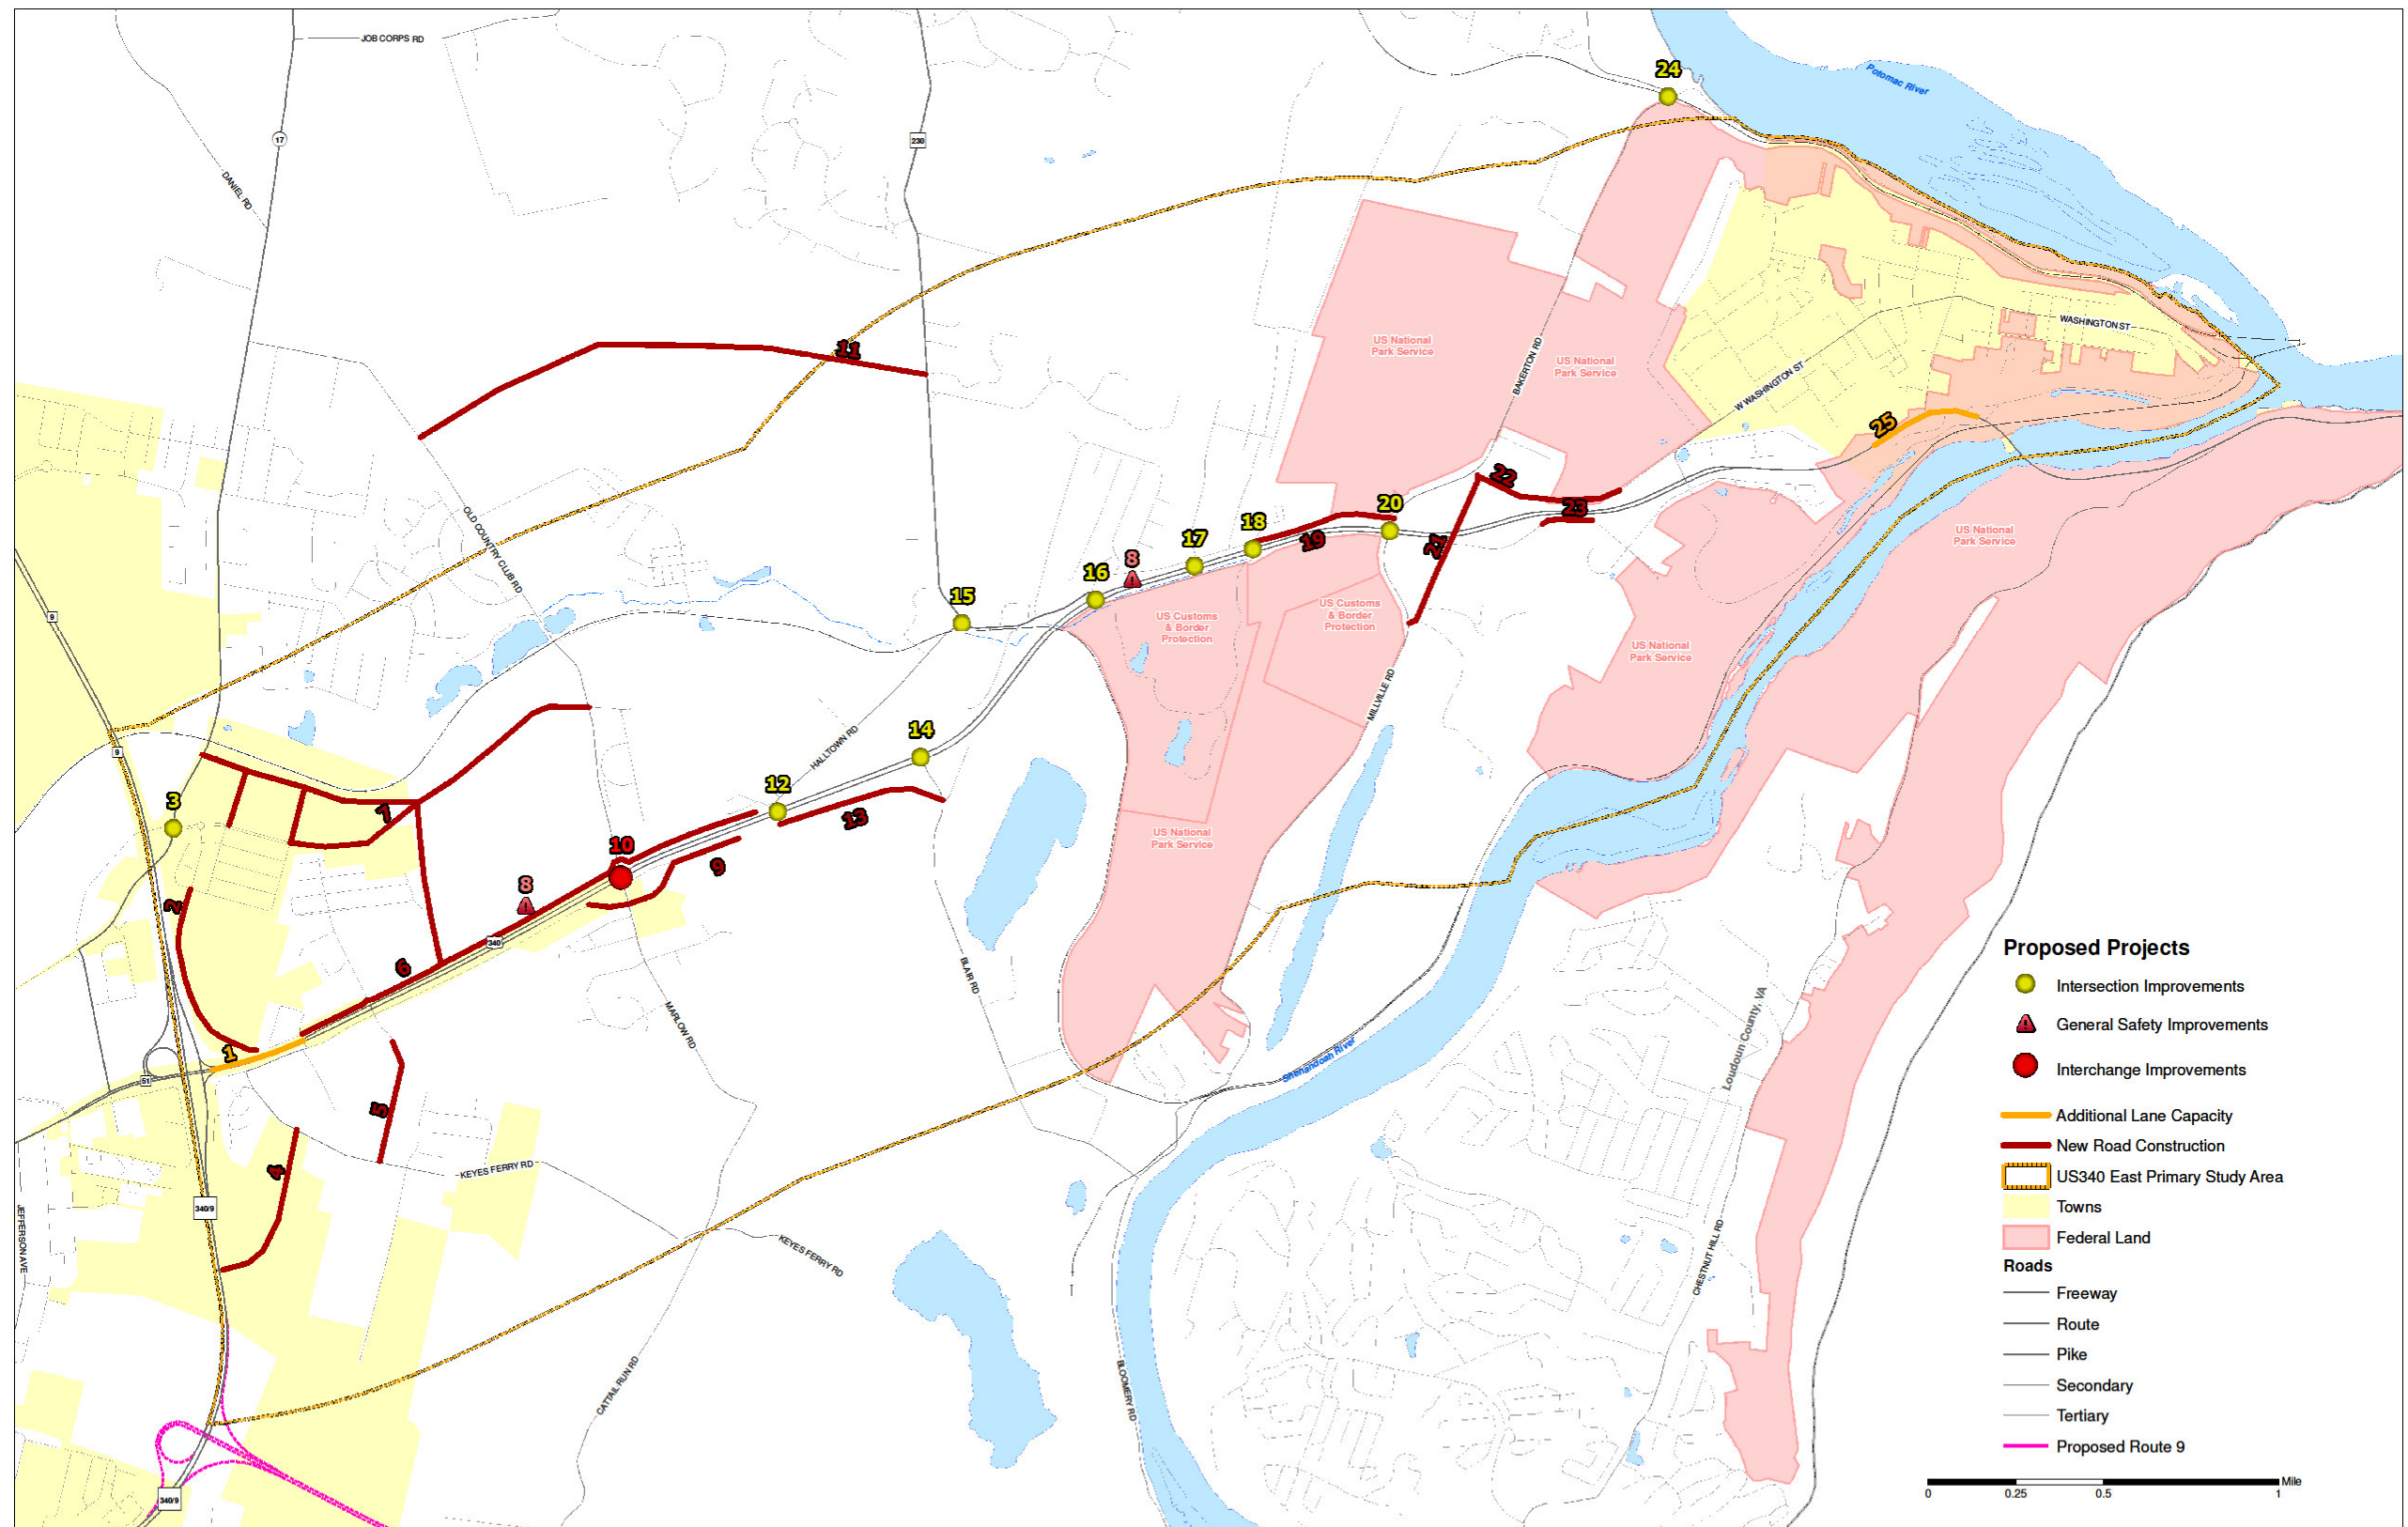 JOB CORPS RD
17
230
24
Potomac River
DANIEL RD
WASHINGTON ST
11
US National
Park Service
BAKERTON RD
US National
Park Service
W WASHINGTON ST
25
OLD COUNTRY CLUB RD
22
23
20
18
19
17
8
16
15
21
US National
Park Service
9
US Customs
& Border
Protection
US Customs
& Border
Protection
US National
Park Service
MILLVILLE RD
9
14
HALLTOWN RD
12
3
7
13
US National
Park Service
10
9
8
2
340
6
BLAIR RD
MARLOW RD
1
51
5
Shenandoah River
Loudoun County, VA
4
KEYES FERRY RD
340/9
JEFFERSON AVE
KEYES FERRY RD
CHESTNUT HILL RD
CATTAIL RUN RD
BLOOMERY RD
340/9
Proposed Projects
Intersection Improvements
General Safety Improvements
Interchange Improvements
Additional Lane Capacity
New Road Construction
US340 East Primary Study Area
Towns
Federal Land
Roads
Freeway
Route
Pike
Secondary
Tertiary
Proposed Route 9
Mile
0 0.25 0.5 1